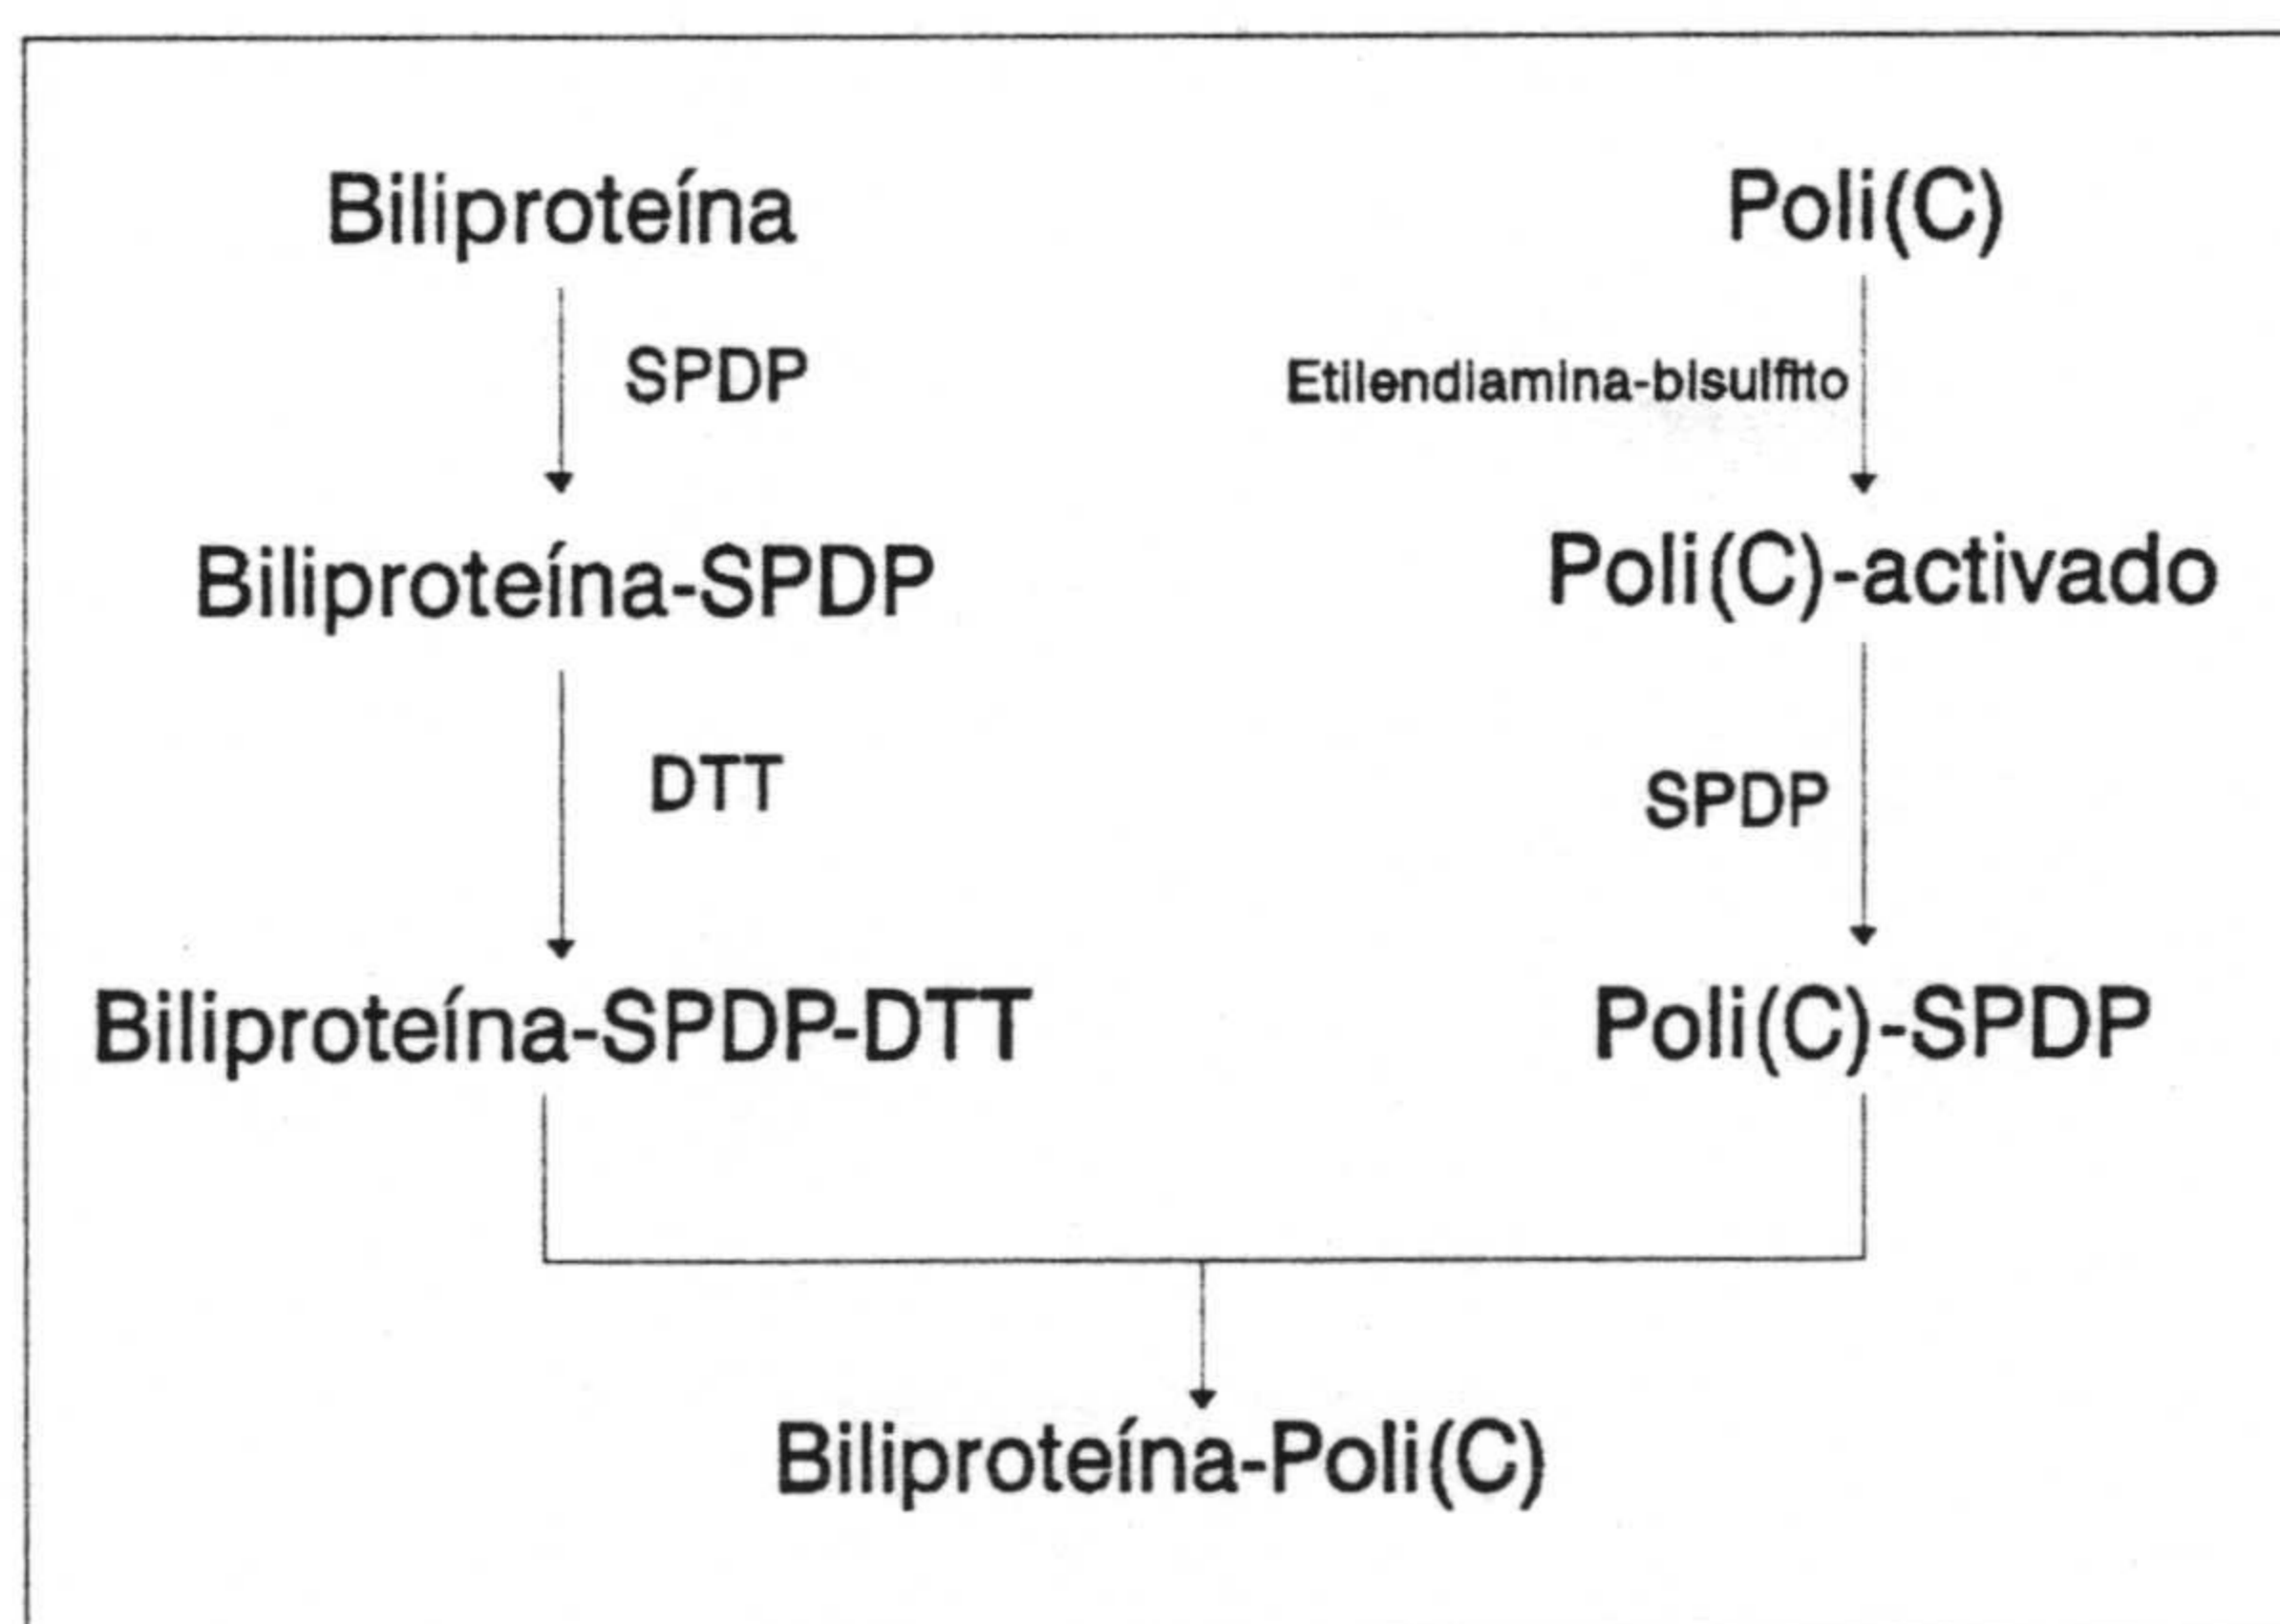 Biliproteína
Poli(C)
SPDP
Etilendiamina-bisulfito
Biliproteína-SPDP
Poli(C)-activado
DTT
SPDP
Biliproteína-SPDP-DTT
Poli(C)-SPDP
Biliproteína-Poli(C)